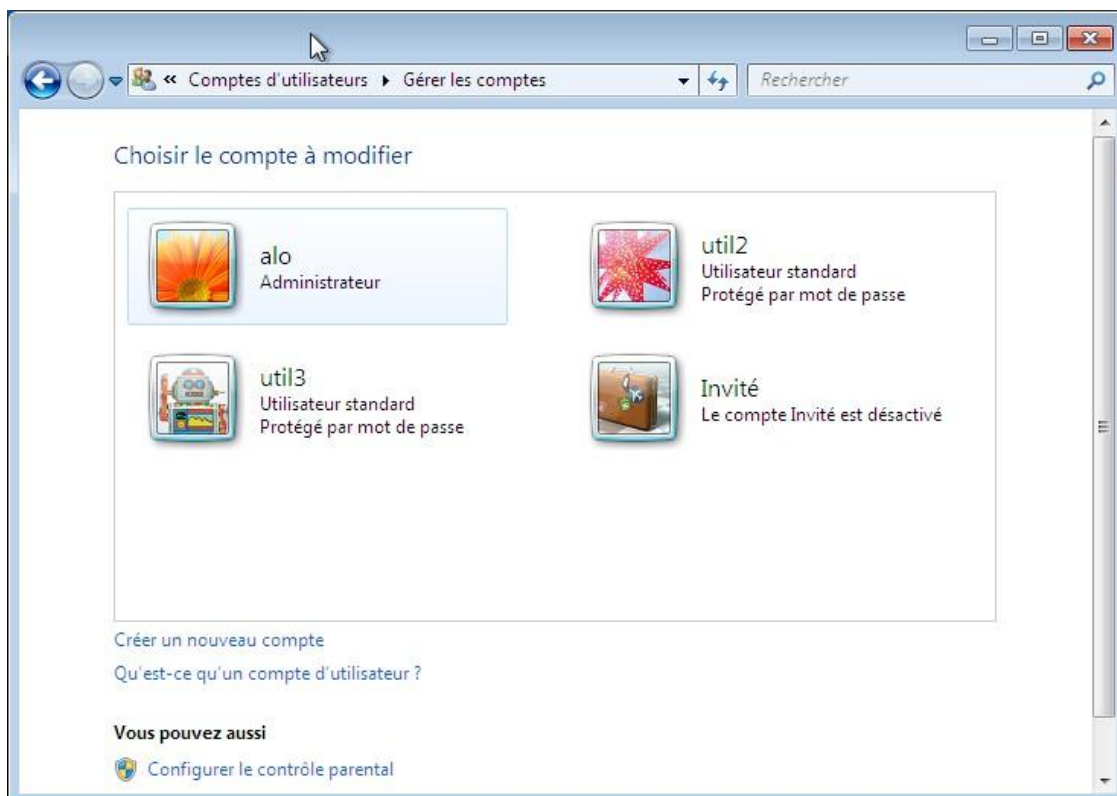 « Comptes d'utilisateurs ▸ Gérer les comptes
Rechercher
Choisir le compte à modifier
alo
Administrateur
util2
Utilisateur standard
Protégé par mot de passe
util3
Utilisateur standard
Protégé par mot de passe
Invité
Le compte Invité est désactivé
Créer un nouveau compte
Qu'est-ce qu'un compte d'utilisateur ?
Vous pouvez aussi
Configurer le contrôle parental